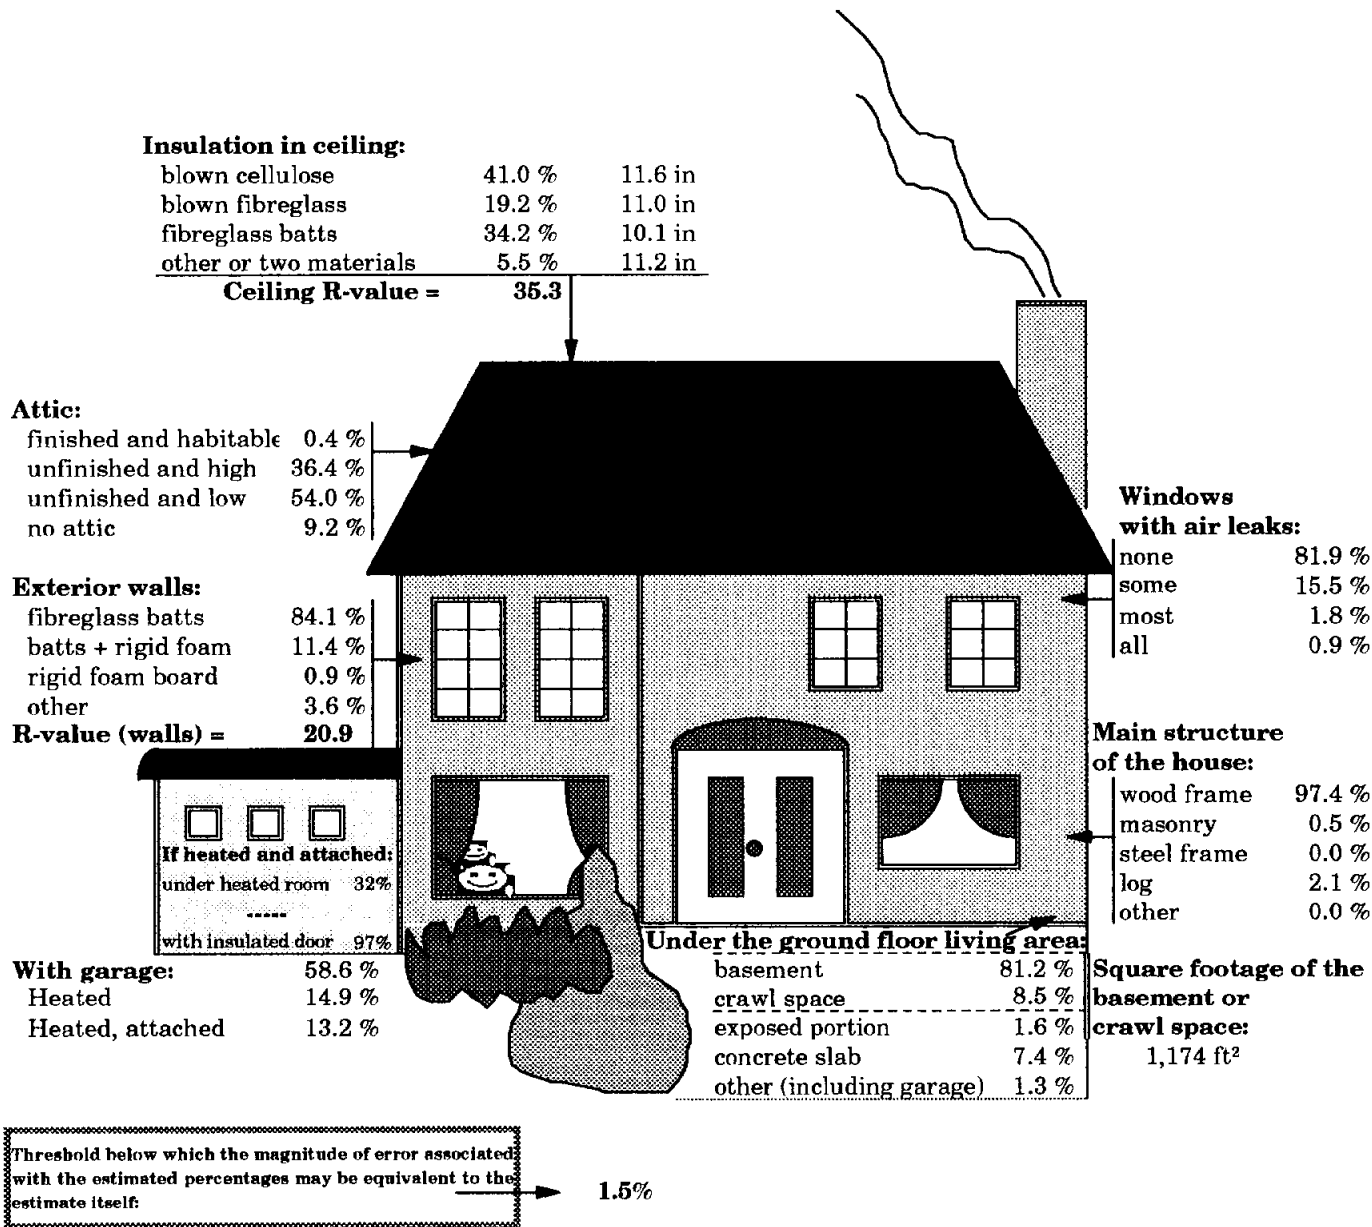 Insulation in ceiling:
blown cellulose 41.0 % 11.6 in
blown fibreglass 19.2 % 11.0 in
fibreglass batts 34.2 % 10.1 in
other or two materials 5.5 % 11.2 in
Ceiling R-value = 35.3
Attic:
finished and habitable 0.4 %
unfinished and high 36.4 %
unfinished and low 54.0 %
no attic 9.2 %
Exterior walls:
fibreglass batts 84.1 %
batts + rigid foam 11.4 %
rigid foam board 0.9 %
other 3.6 %
R-value (walls) = 20.9
Windows
with air leaks:
none 81.9 %
some 15.5 %
most 1.8 %
all 0.9 %
Main structure
of the house:
wood frame 97.4 %
masonry 0.5 %
steel frame 0.0 %
log 2.1 %
other 0.0 %
If heated and attached:
under heated room 32%
-----
with insulated door 97%
With garage: 58.6 %
Heated 14.9 %
Heated, attached 13.2 %
Under the ground floor living area:
basement 81.2 %
crawl space 8.5 %
exposed portion 1.6 %
concrete slab 7.4 %
other (including garage) 1.3 %
Square footage of the
basement or
crawl space:
1,174 ft²
Threshold below which the magnitude of error associated
with the estimated percentages may be equivalent to the
estimate itself:
1.5%